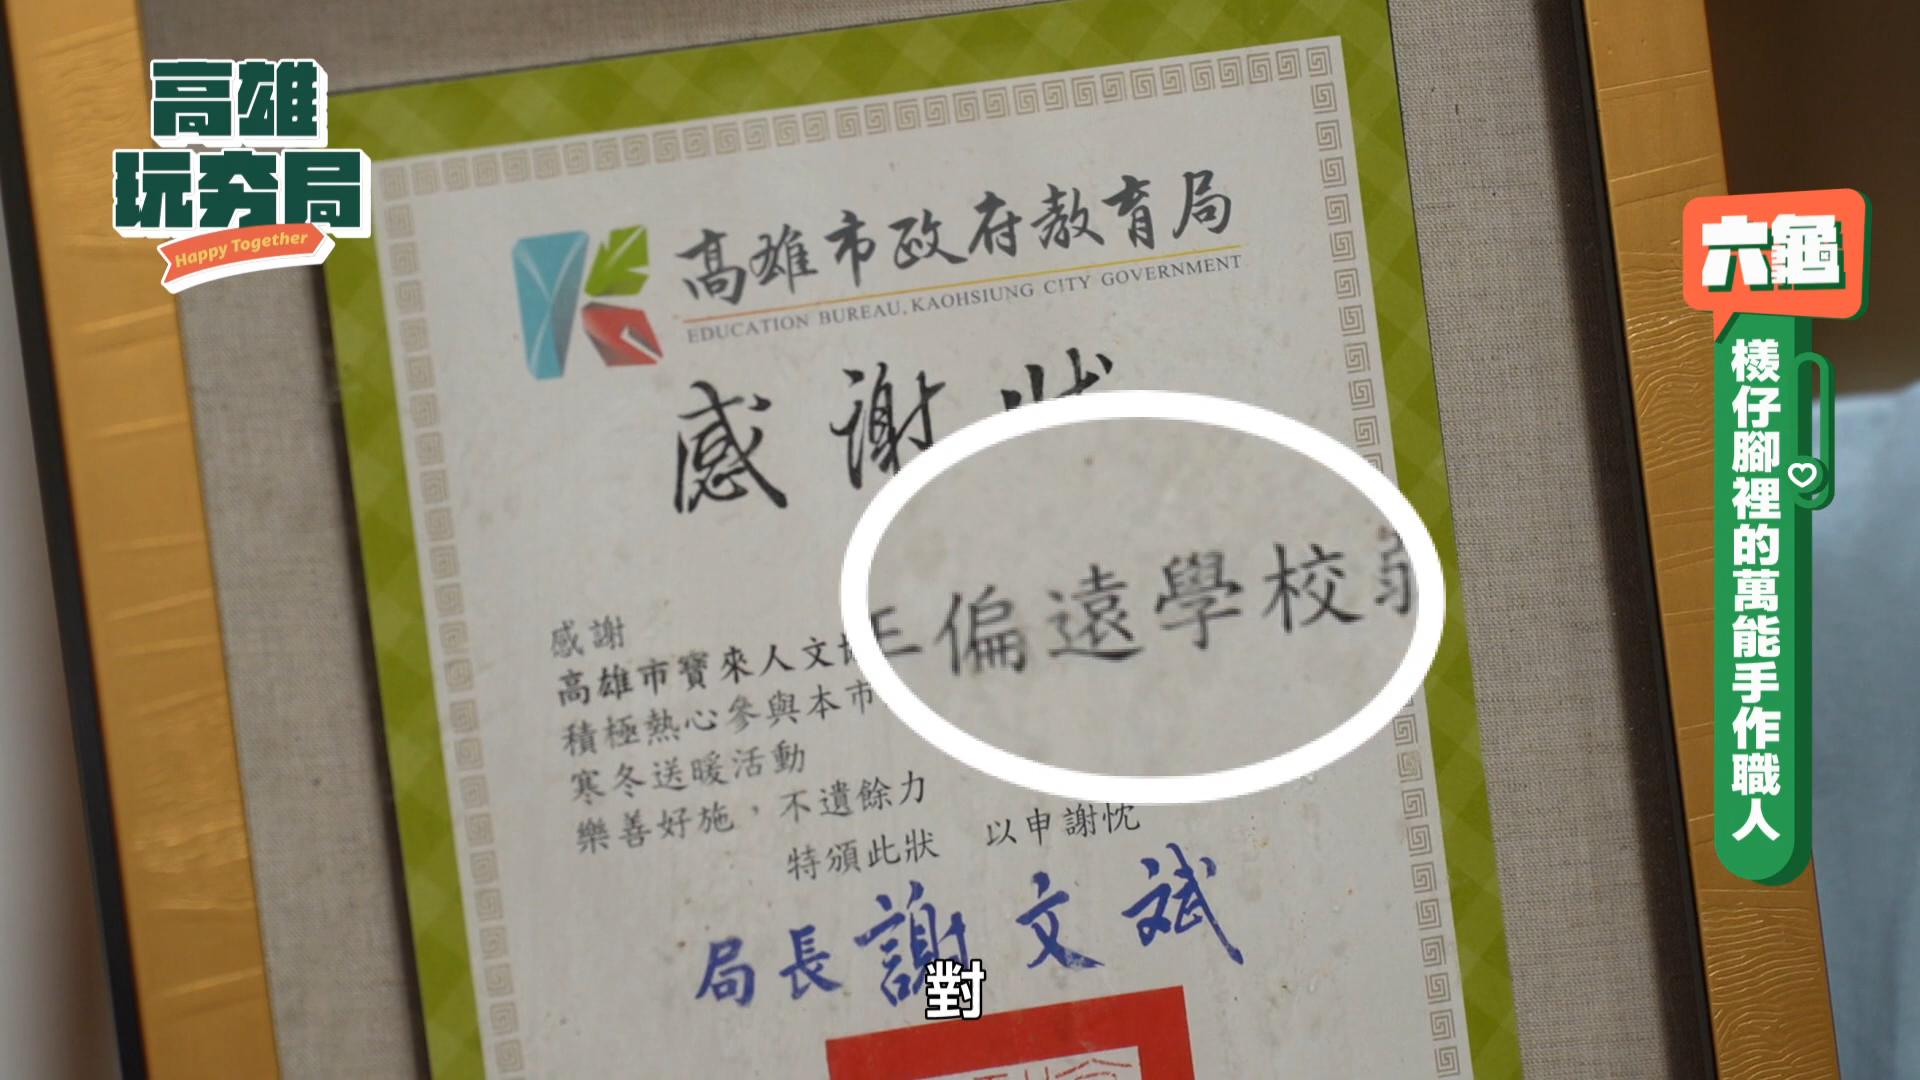 高雄
玩夯局
Happy Together
六龜
檨仔腳裡的萬能手作職人
高雄市政府教育局
EDUCATION BUREAU, KAOHSIUNG CITY GOVERNMENT
感謝狀
偏遠學校
感謝
高雄市寶來人文
積極熱心參與本市
寒冬送暖活動
樂善好施，不遺餘力
特頒此狀 以申謝忱
局長謝文斌
對